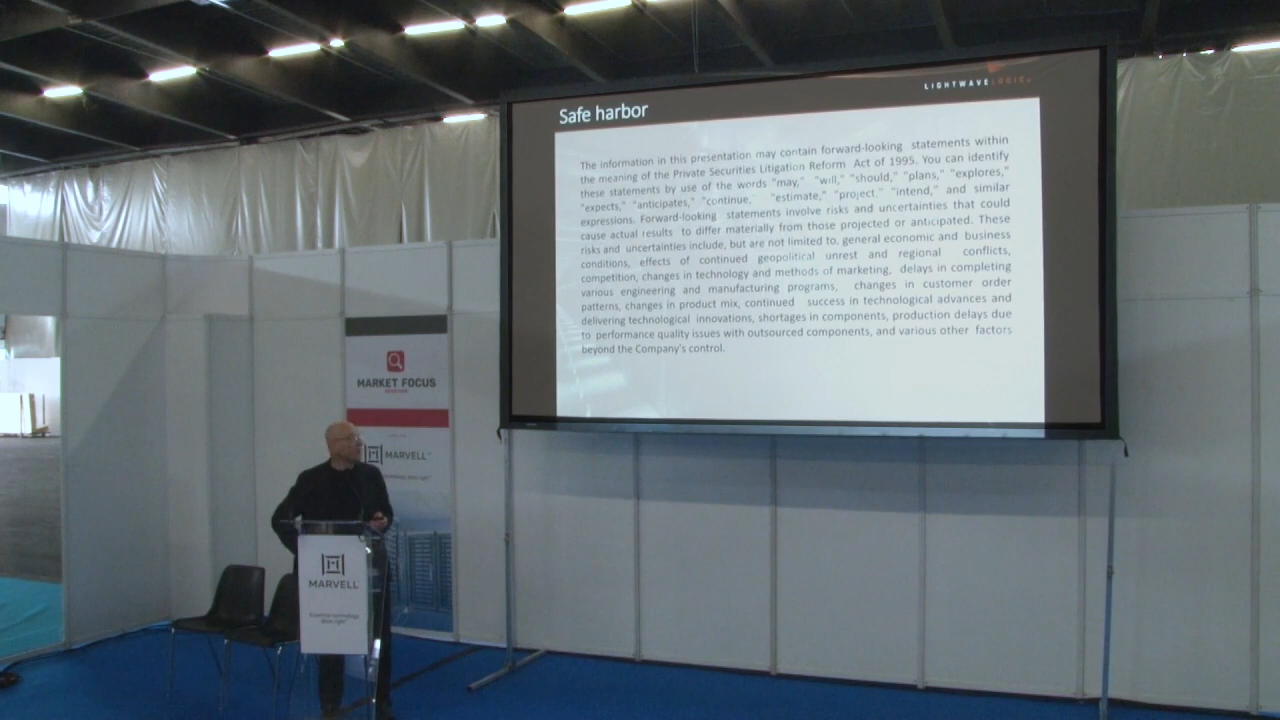 LIGHTWAVELOGIC
Safe harbor
The information in this presentation may contain forward-looking statements within
the meaning of the Private Securities Litigation Reform Act of 1995. You can identify
these statements by use of the words "may," "will," "should," "plans," "explores,"
"expects," "anticipates," "continue, "estimate," "project." "intend," and similar
expressions. Forward-looking statements involve risks and uncertainties that could
cause actual results to differ materially from those projected or anticipated. These
risks and uncertainties include, but are not limited to, general economic and business
conditions, effects of continued geopolitical unrest and regional conflicts,
competition, changes in technology and methods of marketing, delays in completing
various engineering and manufacturing programs, changes in customer order
patterns, changes in product mix, continued success in technological advances and
delivering technological innovations, shortages in components, production delays due
to performance quality issues with outsourced components, and various other factors
beyond the Company's control.
MARKET FOCUS
MARVELL
MARVELL
Essential technology,
done right™